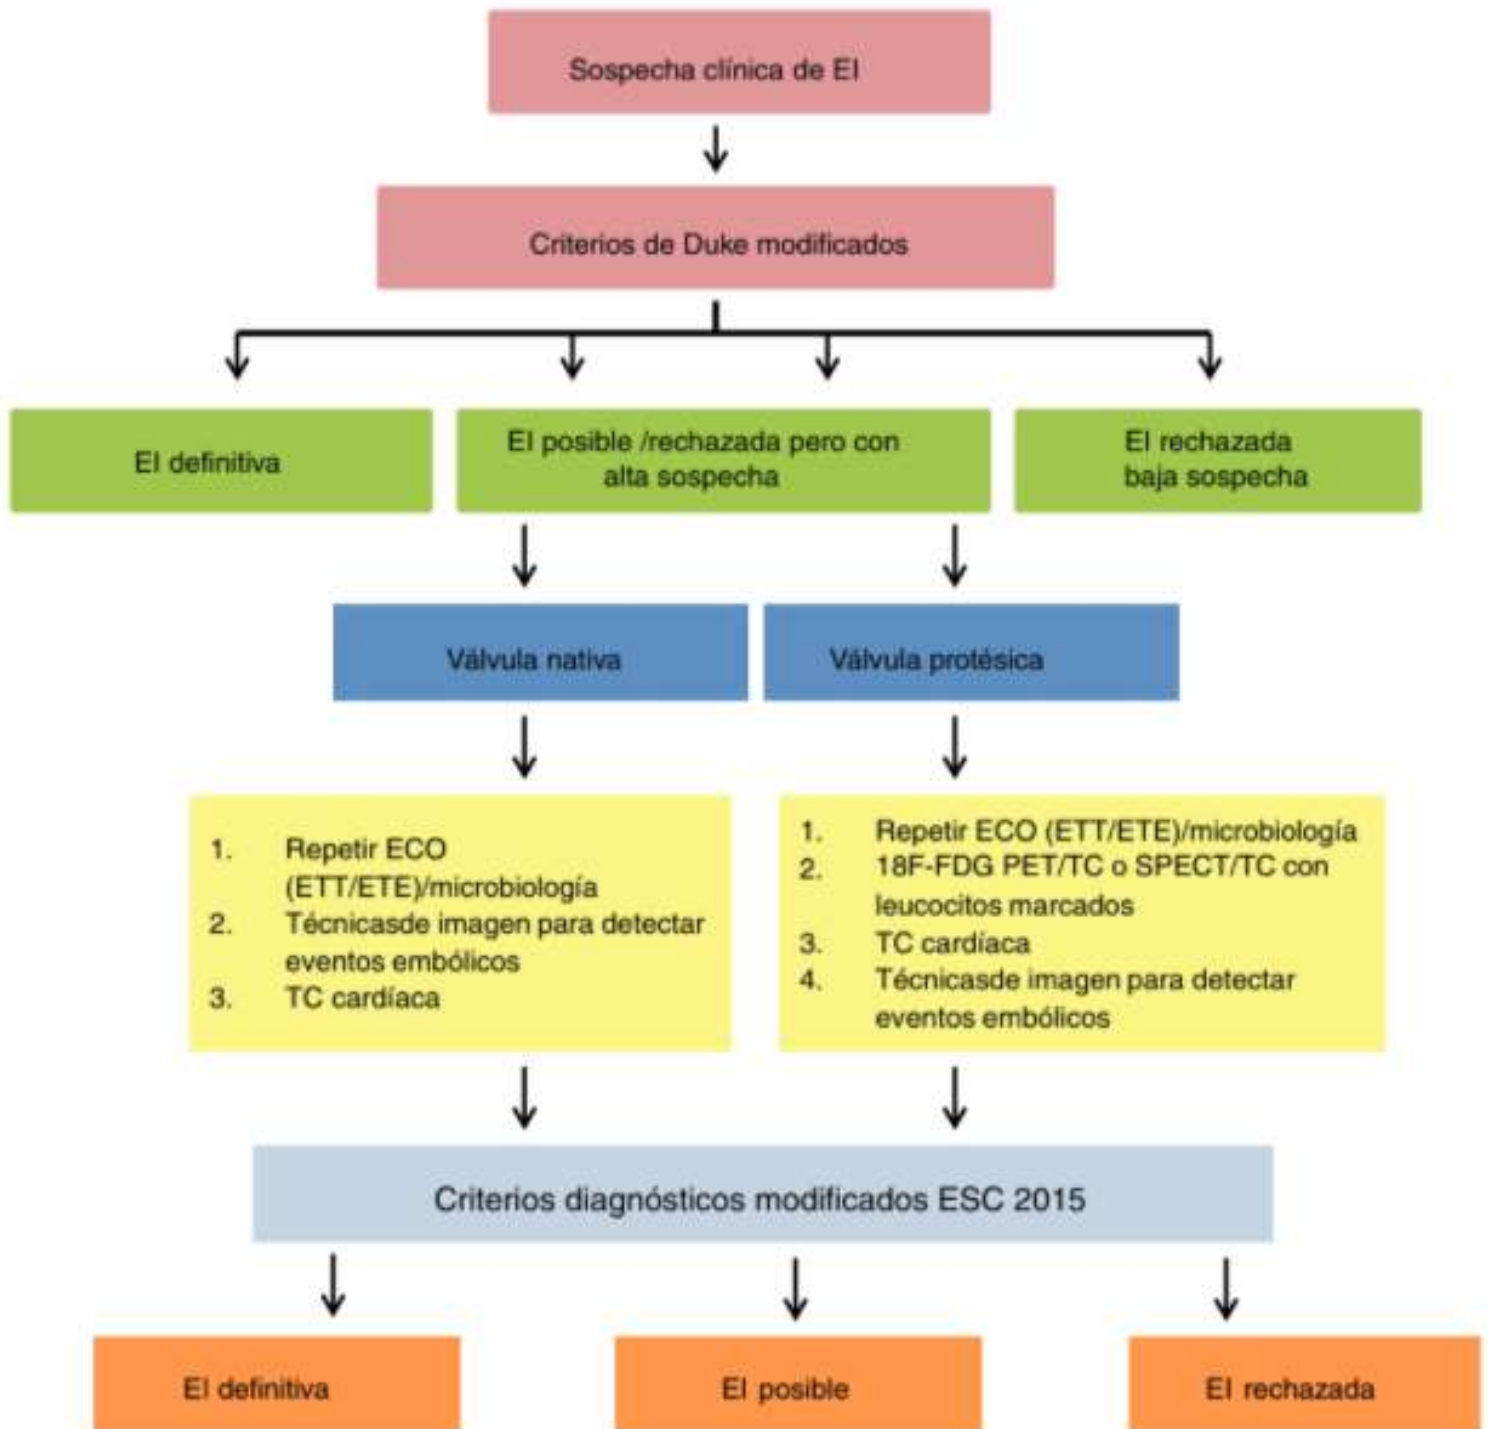 Sospecha clínica de EI
Criterios de Duke modificados
EI definitiva
EI posible /rechazada pero con
alta sospecha
EI rechazada
baja sospecha
Válvula nativa
Válvula protésica
1. Repetir ECO
(ETT/ETE)/microbiología
2. Técnicasde imagen para detectar
eventos embólicos
3. TC cardíaca
1. Repetir ECO (ETT/ETE)/microbiología
2. 18F-FDG PET/TC o SPECT/TC con
leucocitos marcados
3. TC cardíaca
4. Técnicasde imagen para detectar
eventos embólicos
Criterios diagnósticos modificados ESC 2015
EI definitiva
EI posible
EI rechazada